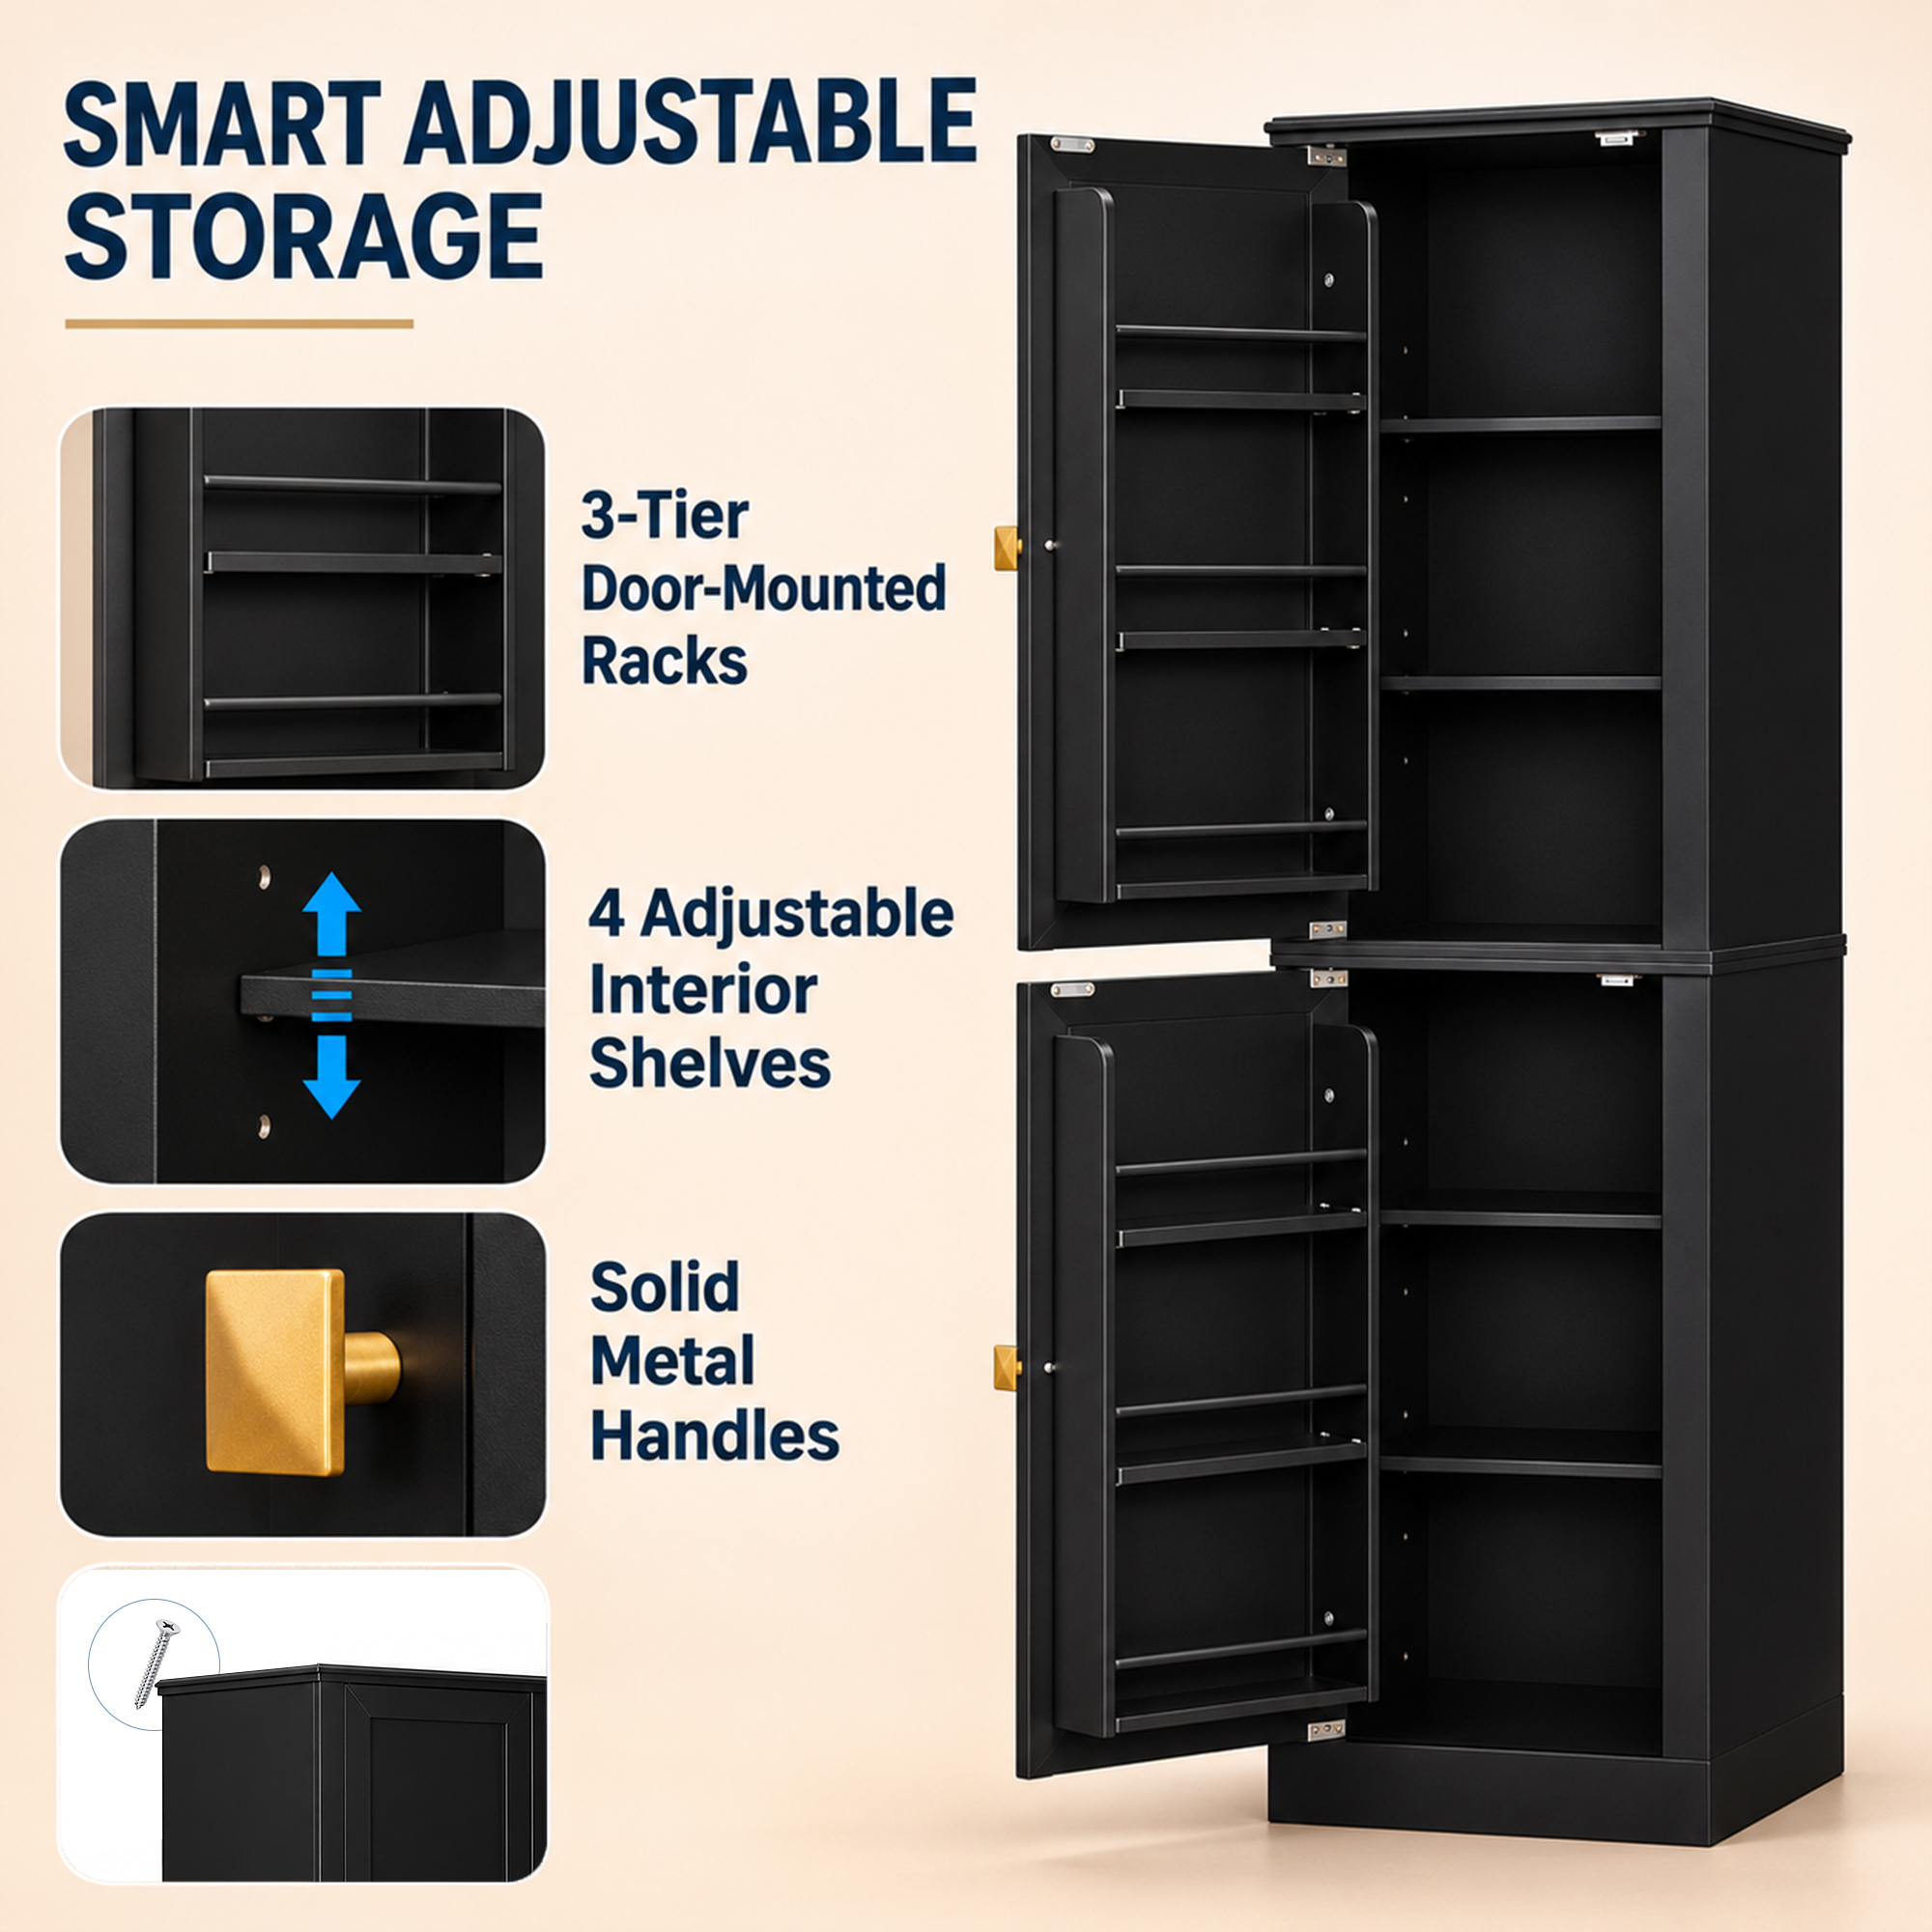 SMART ADJUSTABLE
STORAGE
3-Tier
Door-Mounted
Racks
4 Adjustable
Interior
Shelves
Solid
Metal
Handles